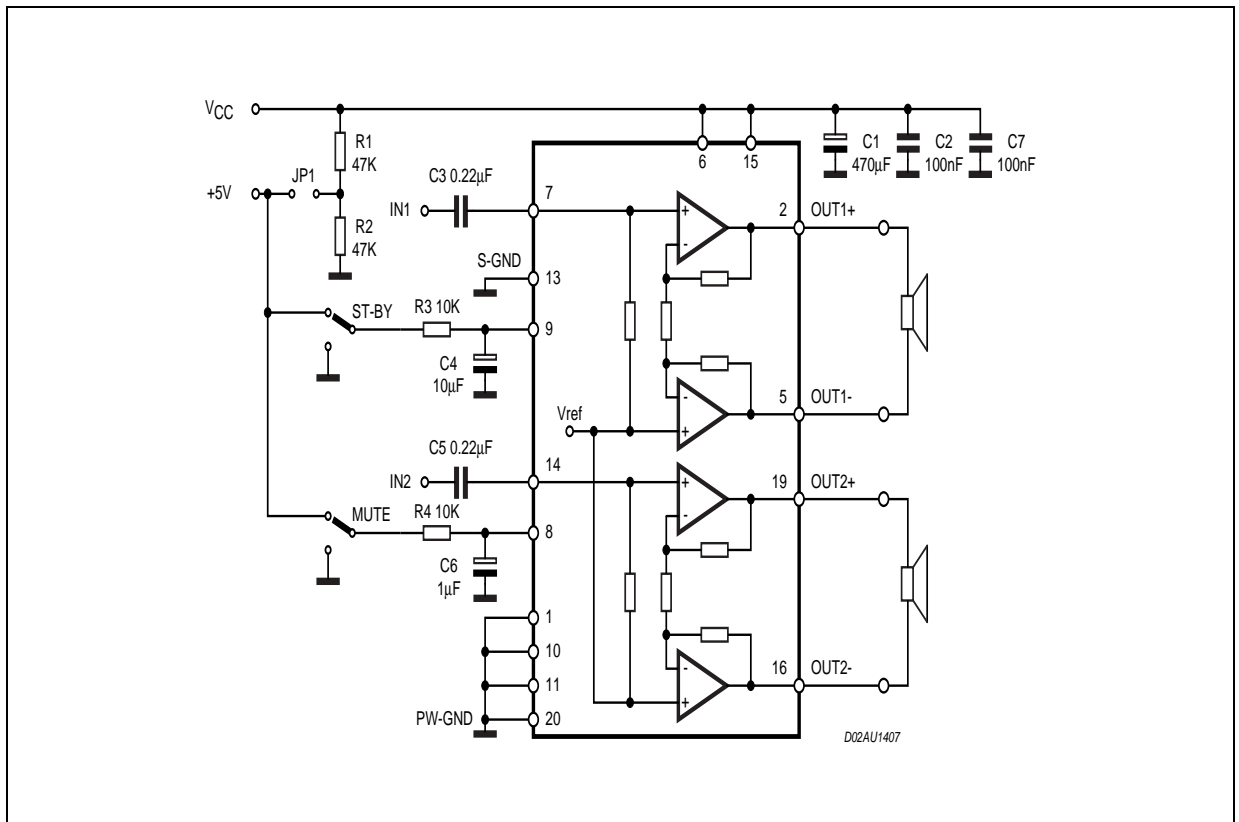 VCC
R1
47K
6
15
C1
470µF
C2
100nF
C7
100nF
+5V
JP1
C3 0.22µF
7
IN1
2
OUT1+
R2
47K
S-GND
13
ST-BY
R3 10K
9
C4
10µF
5
OUT1-
Vref
C5 0.22µF
14
IN2
19
OUT2+
MUTE
R4 10K
8
C6
1µF
1
10
16
OUT2-
11
PW-GND
20
D02AU1407
+
-
-
+
+
-
-
+